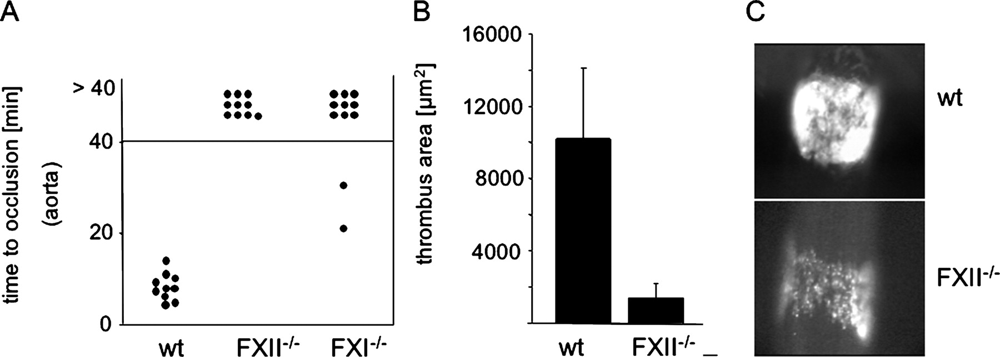 A
time to occlusion [min]
(aorta)
> 40
40
20
0
wt
FXII-/-
FXI-/-
B
thrombus area [µm²]
16000
12000
8000
4000
wt
FXII-/-
C
wt
FXII-/-